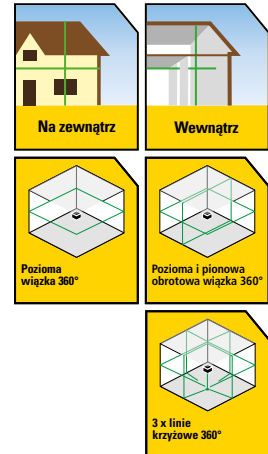 Na zewnątrz
Wewnątrz
Pozioma
wiązka 360°
Pozioma i pionowa
obrotowa wiązka 360°
3 x linie
krzyżowe 360°